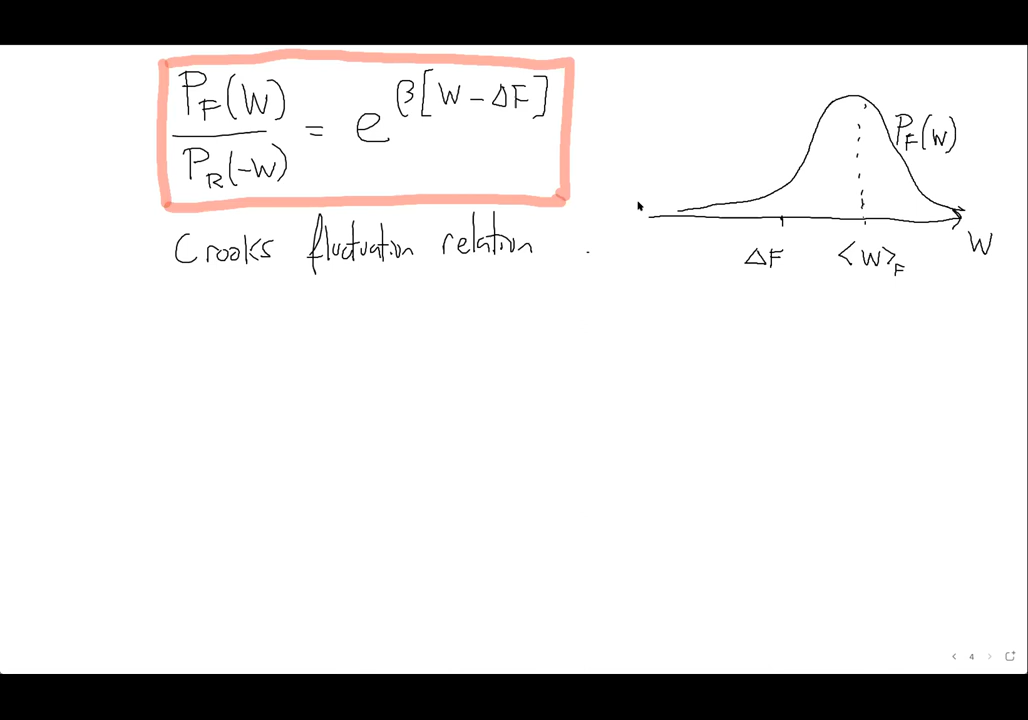 P_F(W) / P_R(-W) = e^{β[W - ΔF]}
Crooks fluctuation relation .
P_F(W)
ΔF <W>_F W
< 4 >